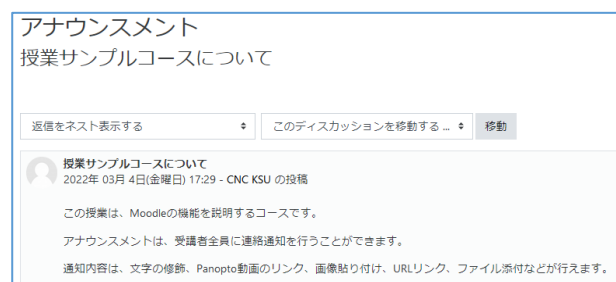 アナウンスメント
授業サンプルコースについて
返信をネスト表示する
このディスカッションを移動する ...
移動
授業サンプルコースについて
2022年 03月 4日(金曜日) 17:29 - CNC KSU の投稿
この授業は、Moodleの機能を説明するコースです。
アナウンスメントは、受講者全員に連絡通知を行うことができます。
通知内容は、文字の修飾、Panopto動画のリンク、画像貼り付け、URLリンク、ファイル添付などが行えます。